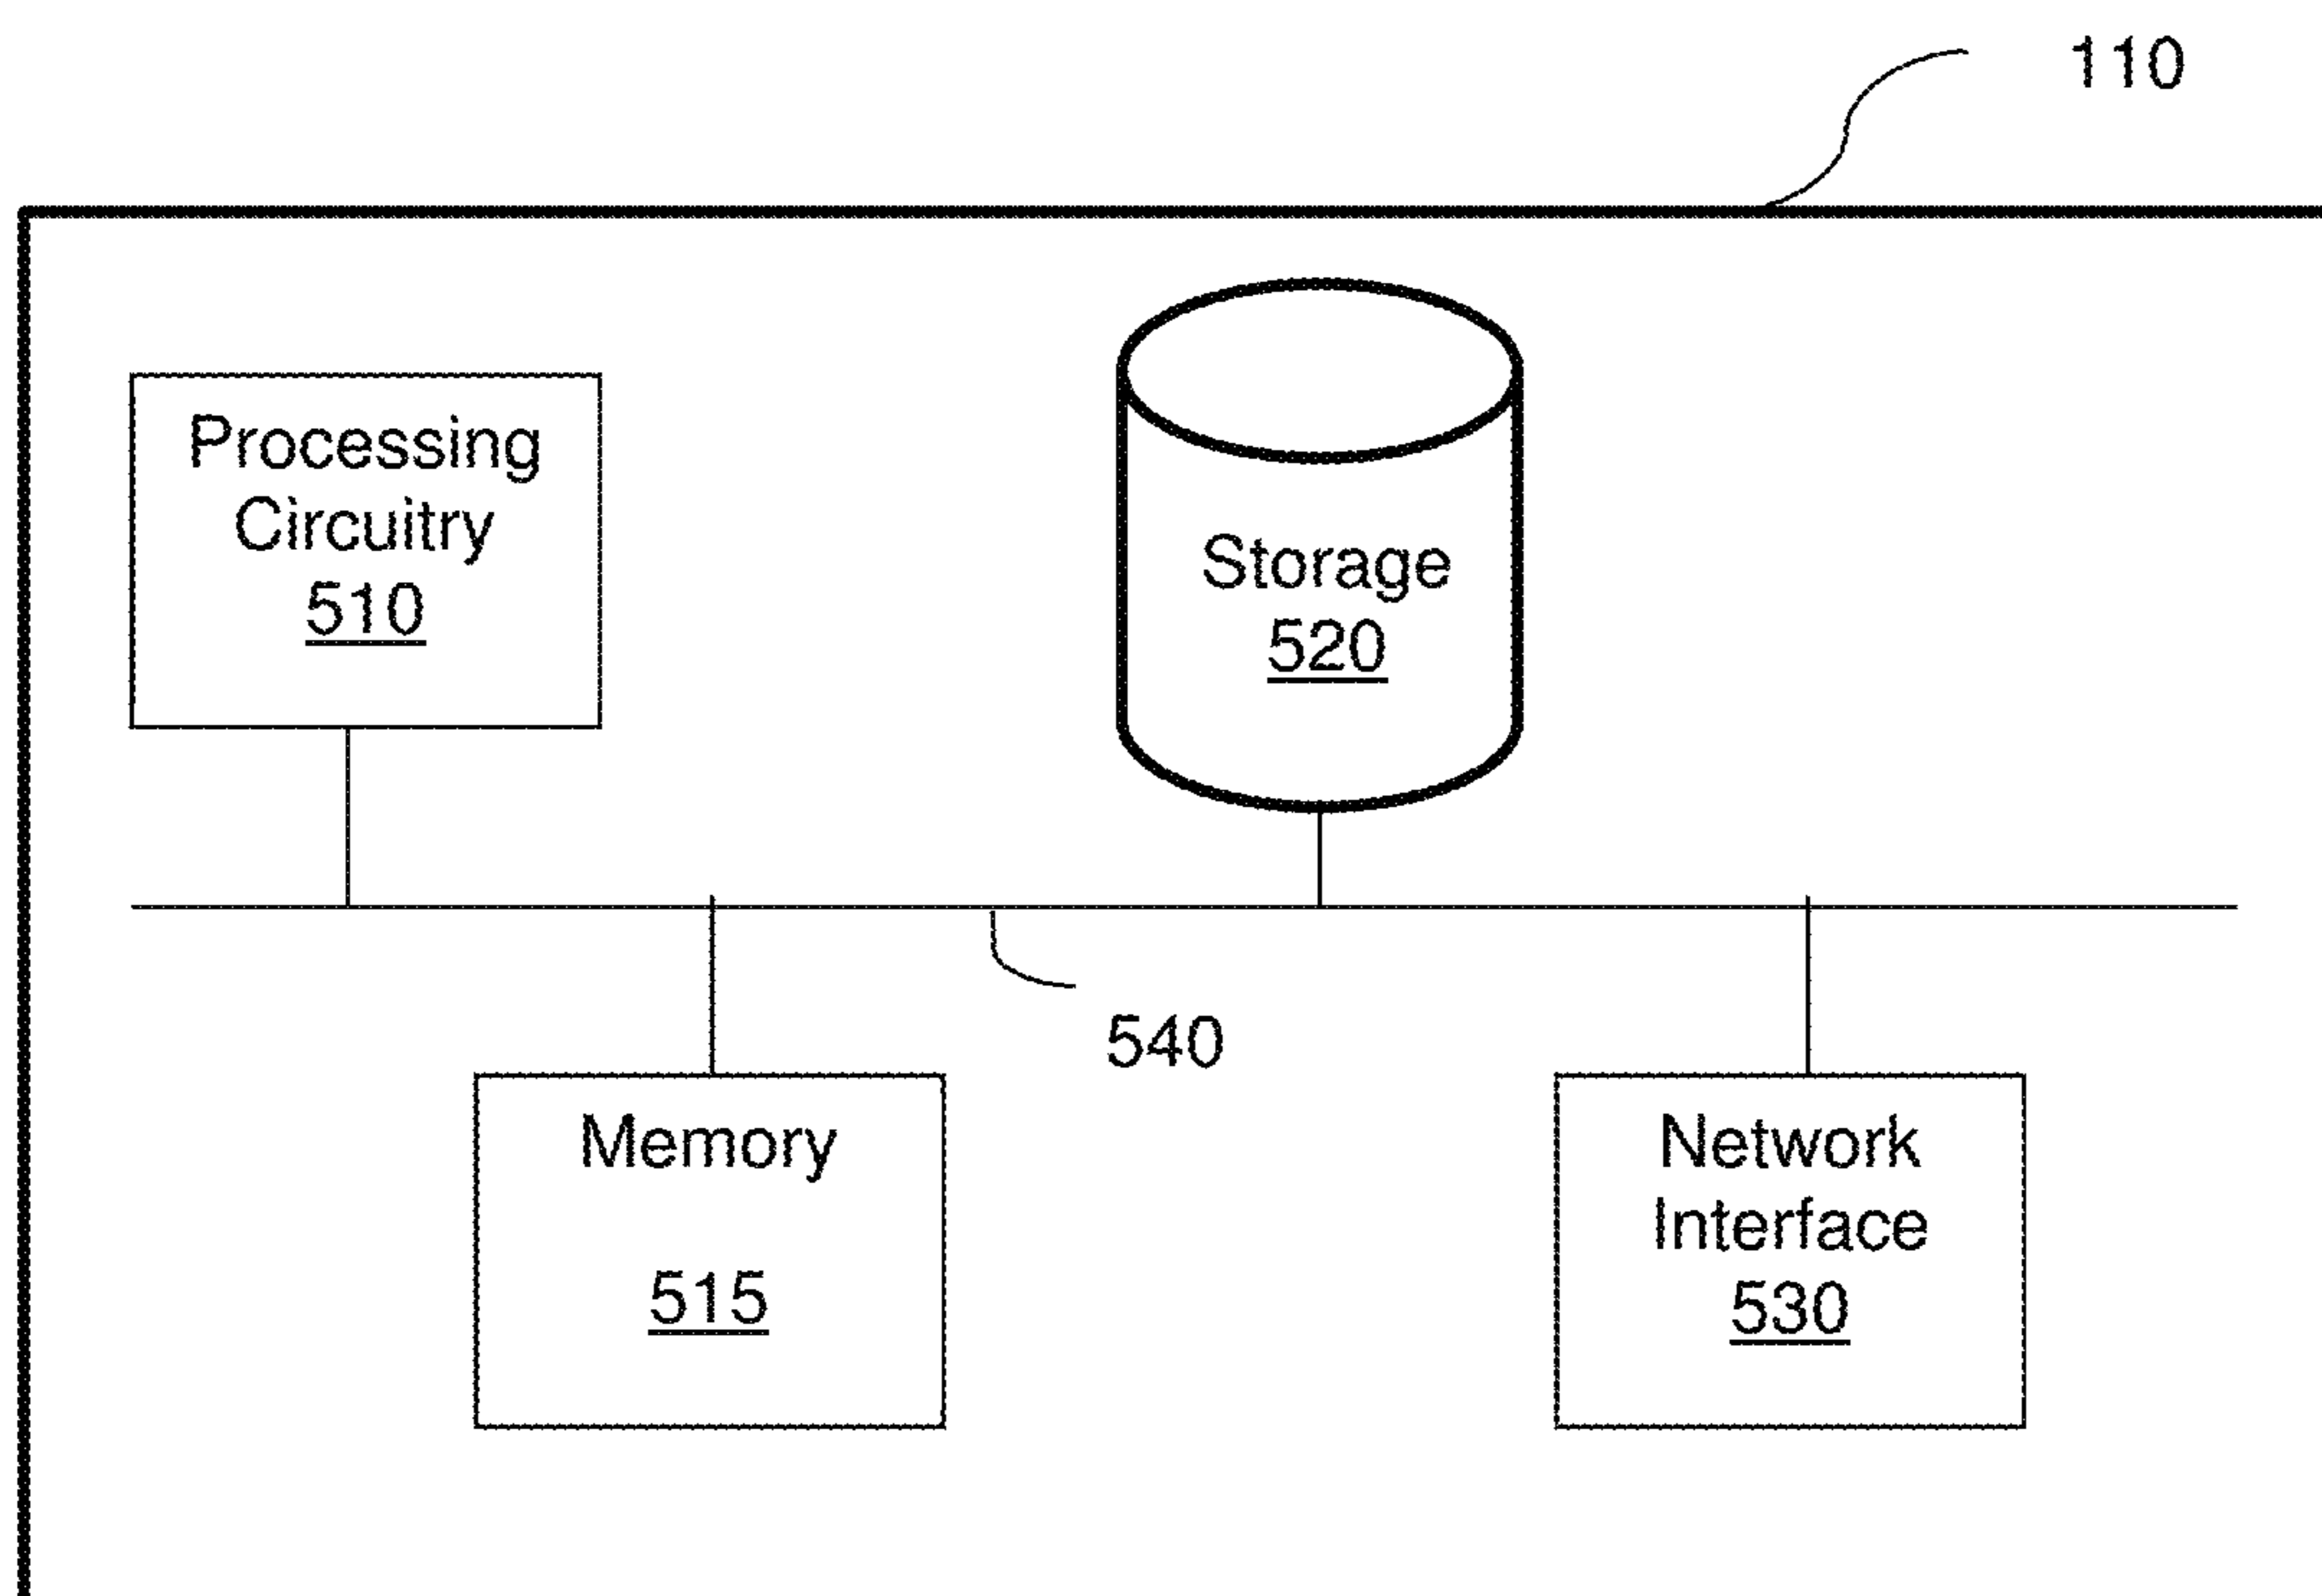 110
Processing
Circuitry
510
Storage
520
540
Memory
515
Network
Interface
530